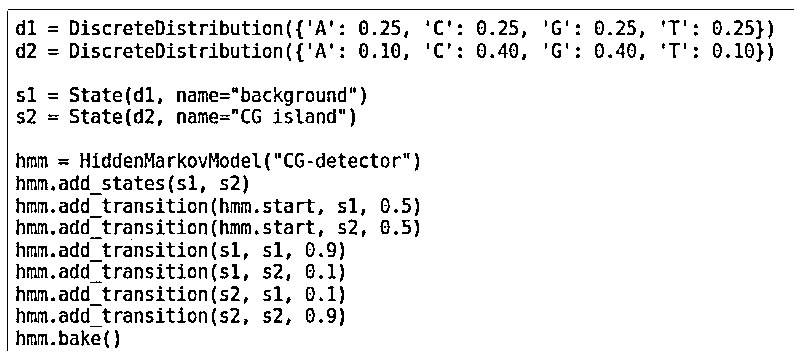 d1 = DiscreteDistribution({'A': 0.25, 'C': 0.25, 'G': 0.25, 'T': 0.25})
d2 = DiscreteDistribution({'A': 0.10, 'C': 0.40, 'G': 0.40, 'T': 0.10})
s1 = State(d1, name="background")
s2 = State(d2, name="CG island")
hmm = HiddenMarkovModel("CG-detector")
hmm.add_states(s1, s2)
hmm.add_transition(hmm.start, s1, 0.5)
hmm.add_transition(hmm.start, s2, 0.5)
hmm.add_transition(s1, s1, 0.9)
hmm.add_transition(s1, s2, 0.1)
hmm.add_transition(s2, s1, 0.1)
hmm.add_transition(s2, s2, 0.9)
hmm.bake()